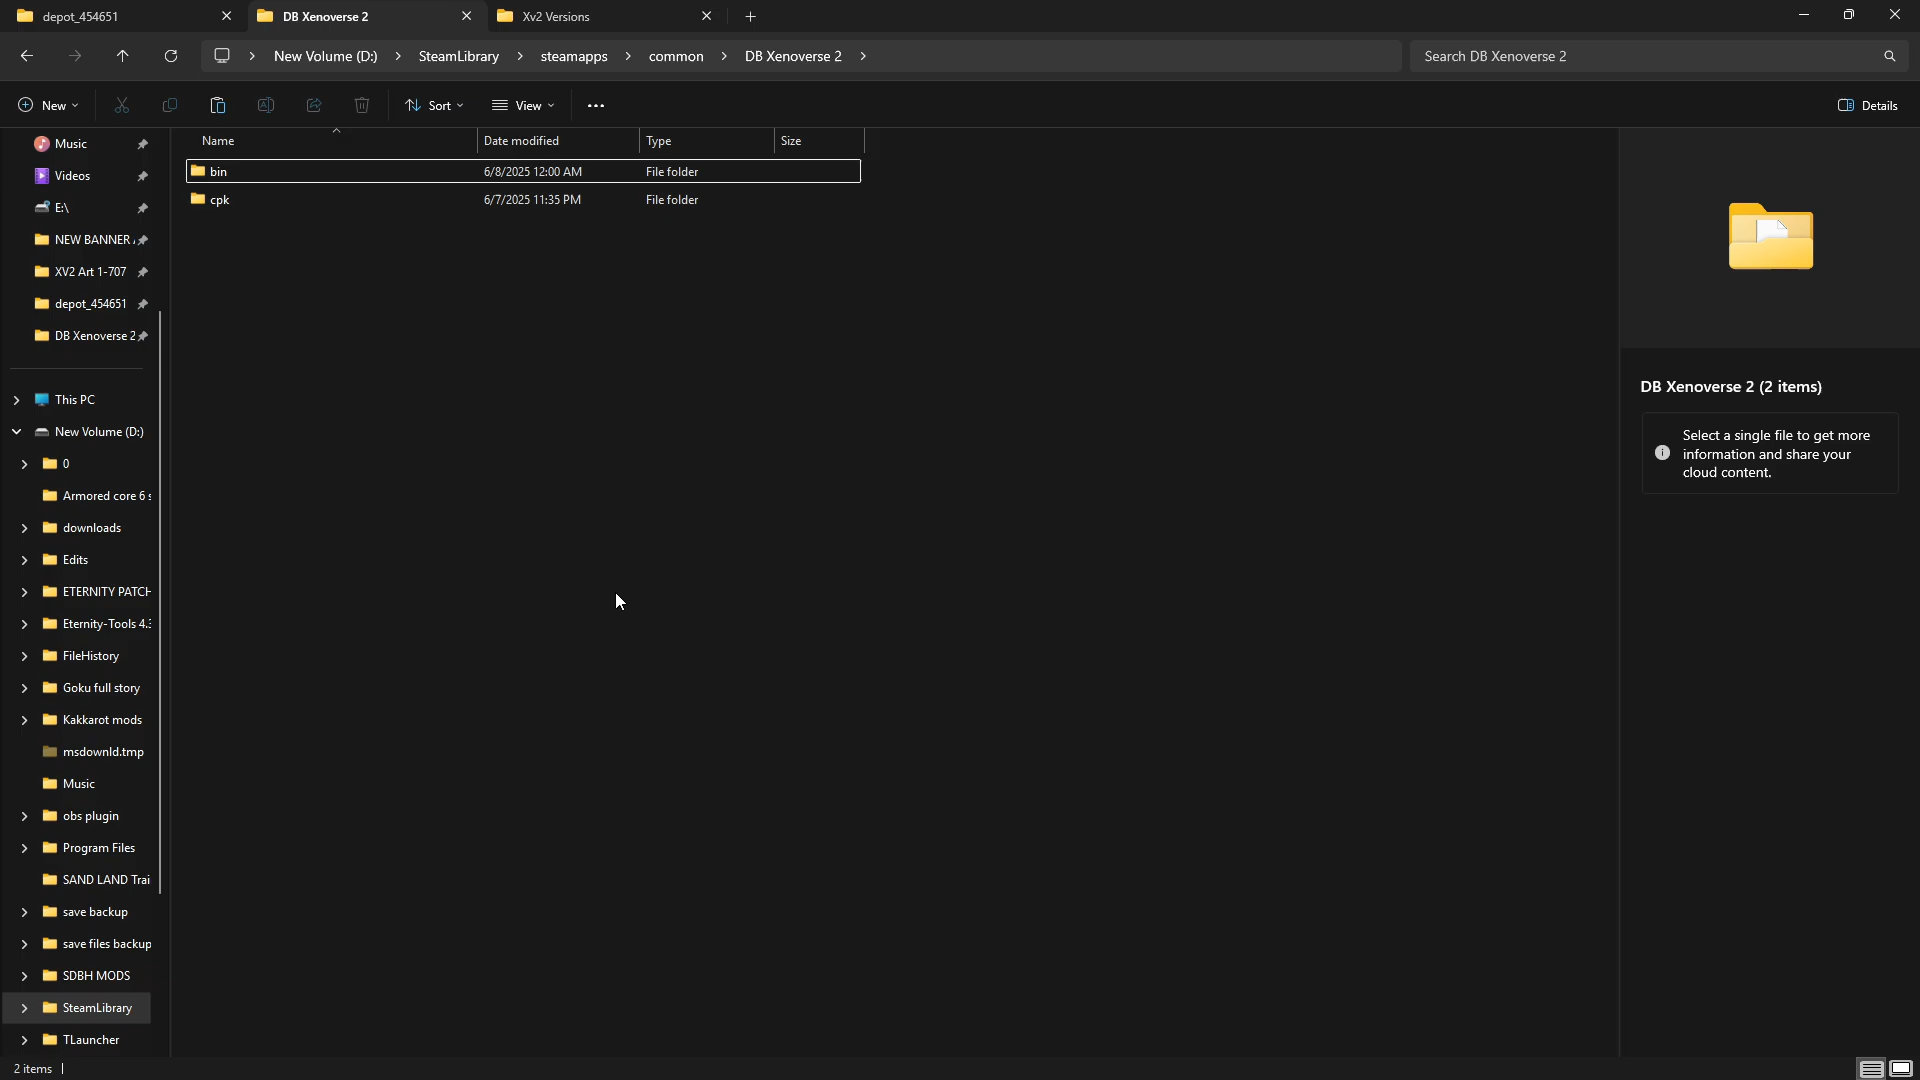 depot_454651
DB Xenoverse 2
Xv2 Versions
New Volume (D:)
SteamLibrary
steamapps
common
DB Xenoverse 2
Search DB Xenoverse 2
New
Sort
View
Details
Name
Date modified
Type
Size
bin
6/8/2025 12:00 AM
File folder
cpk
6/7/2025 11:35 PM
File folder
Music
Videos
E:\
NEW BANNER
XV2 Art 1-707
depot_454651
DB Xenoverse 2
This PC
New Volume (D:)
0
Armored core 6 s
downloads
Edits
ETERNITY PATCH
Eternity-Tools 4.3
FileHistory
Goku full story
Kakkarot mods
msdownld.tmp
Music
obs plugin
Program Files
SAND LAND Trai
save backup
save files backup
SDBH MODS
SteamLibrary
TLauncher
DB Xenoverse 2 (2 items)
Select a single file to get more
information and share your
cloud content.
2 items